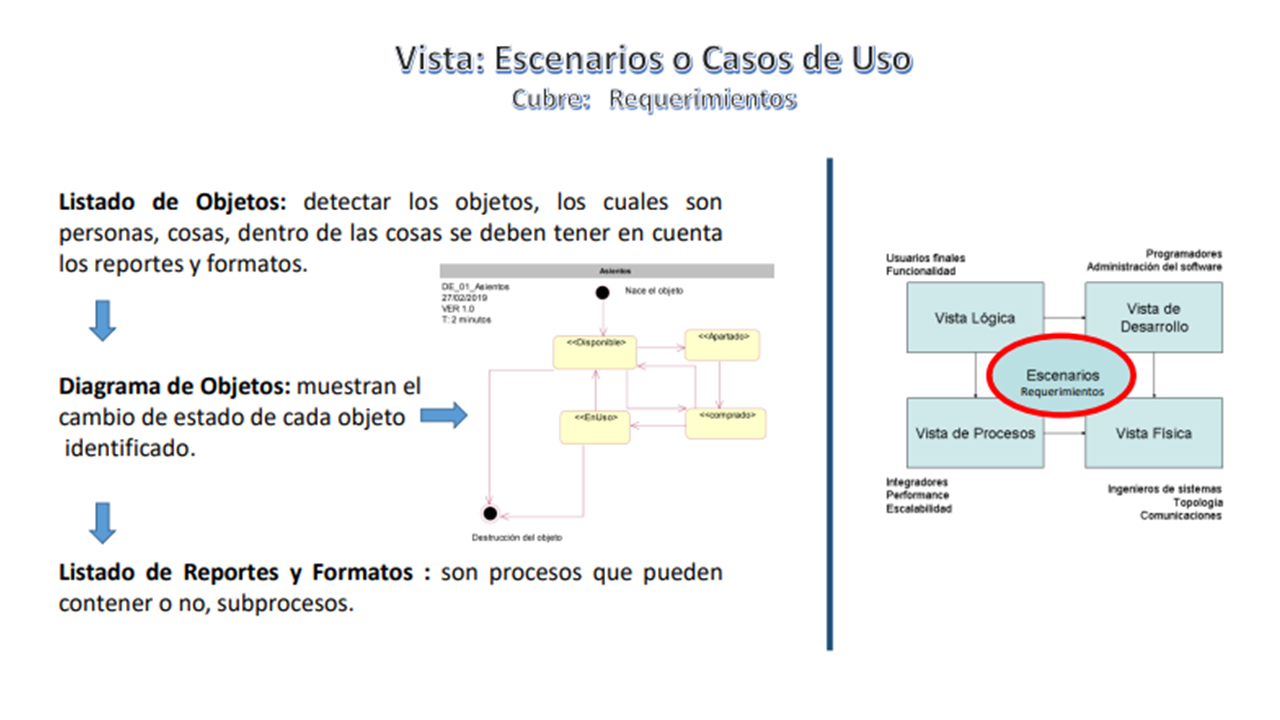 Vista: Escenarios o Casos de Uso
Cubre: Requerimientos
Listado de Objetos: detectar los objetos, los cuales son
personas, cosas, dentro de las cosas se deben tener en cuenta
los reportes y formatos.
Asientos
DE_01_Asientos
27/02/2019
VER 1.0
T: 2 minutos
Nace el objeto
<<Disponible>>
<<Apartado>>
<<EnUso>>
<<comprado>>
Destrucción del objeto
Diagrama de Objetos: muestran el
cambio de estado de cada objeto
identificado.
Listado de Reportes y Formatos : son procesos que pueden
contener o no, subprocesos.
Usuarios finales
Funcionalidad
Programadores
Administración del software
Vista Lógica
Vista de
Desarrollo
Escenarios
Requerimientos
Vista de Procesos
Vista Física
Integradores
Performance
Escalabilidad
Ingenieros de sistemas
Topología
Comunicaciones